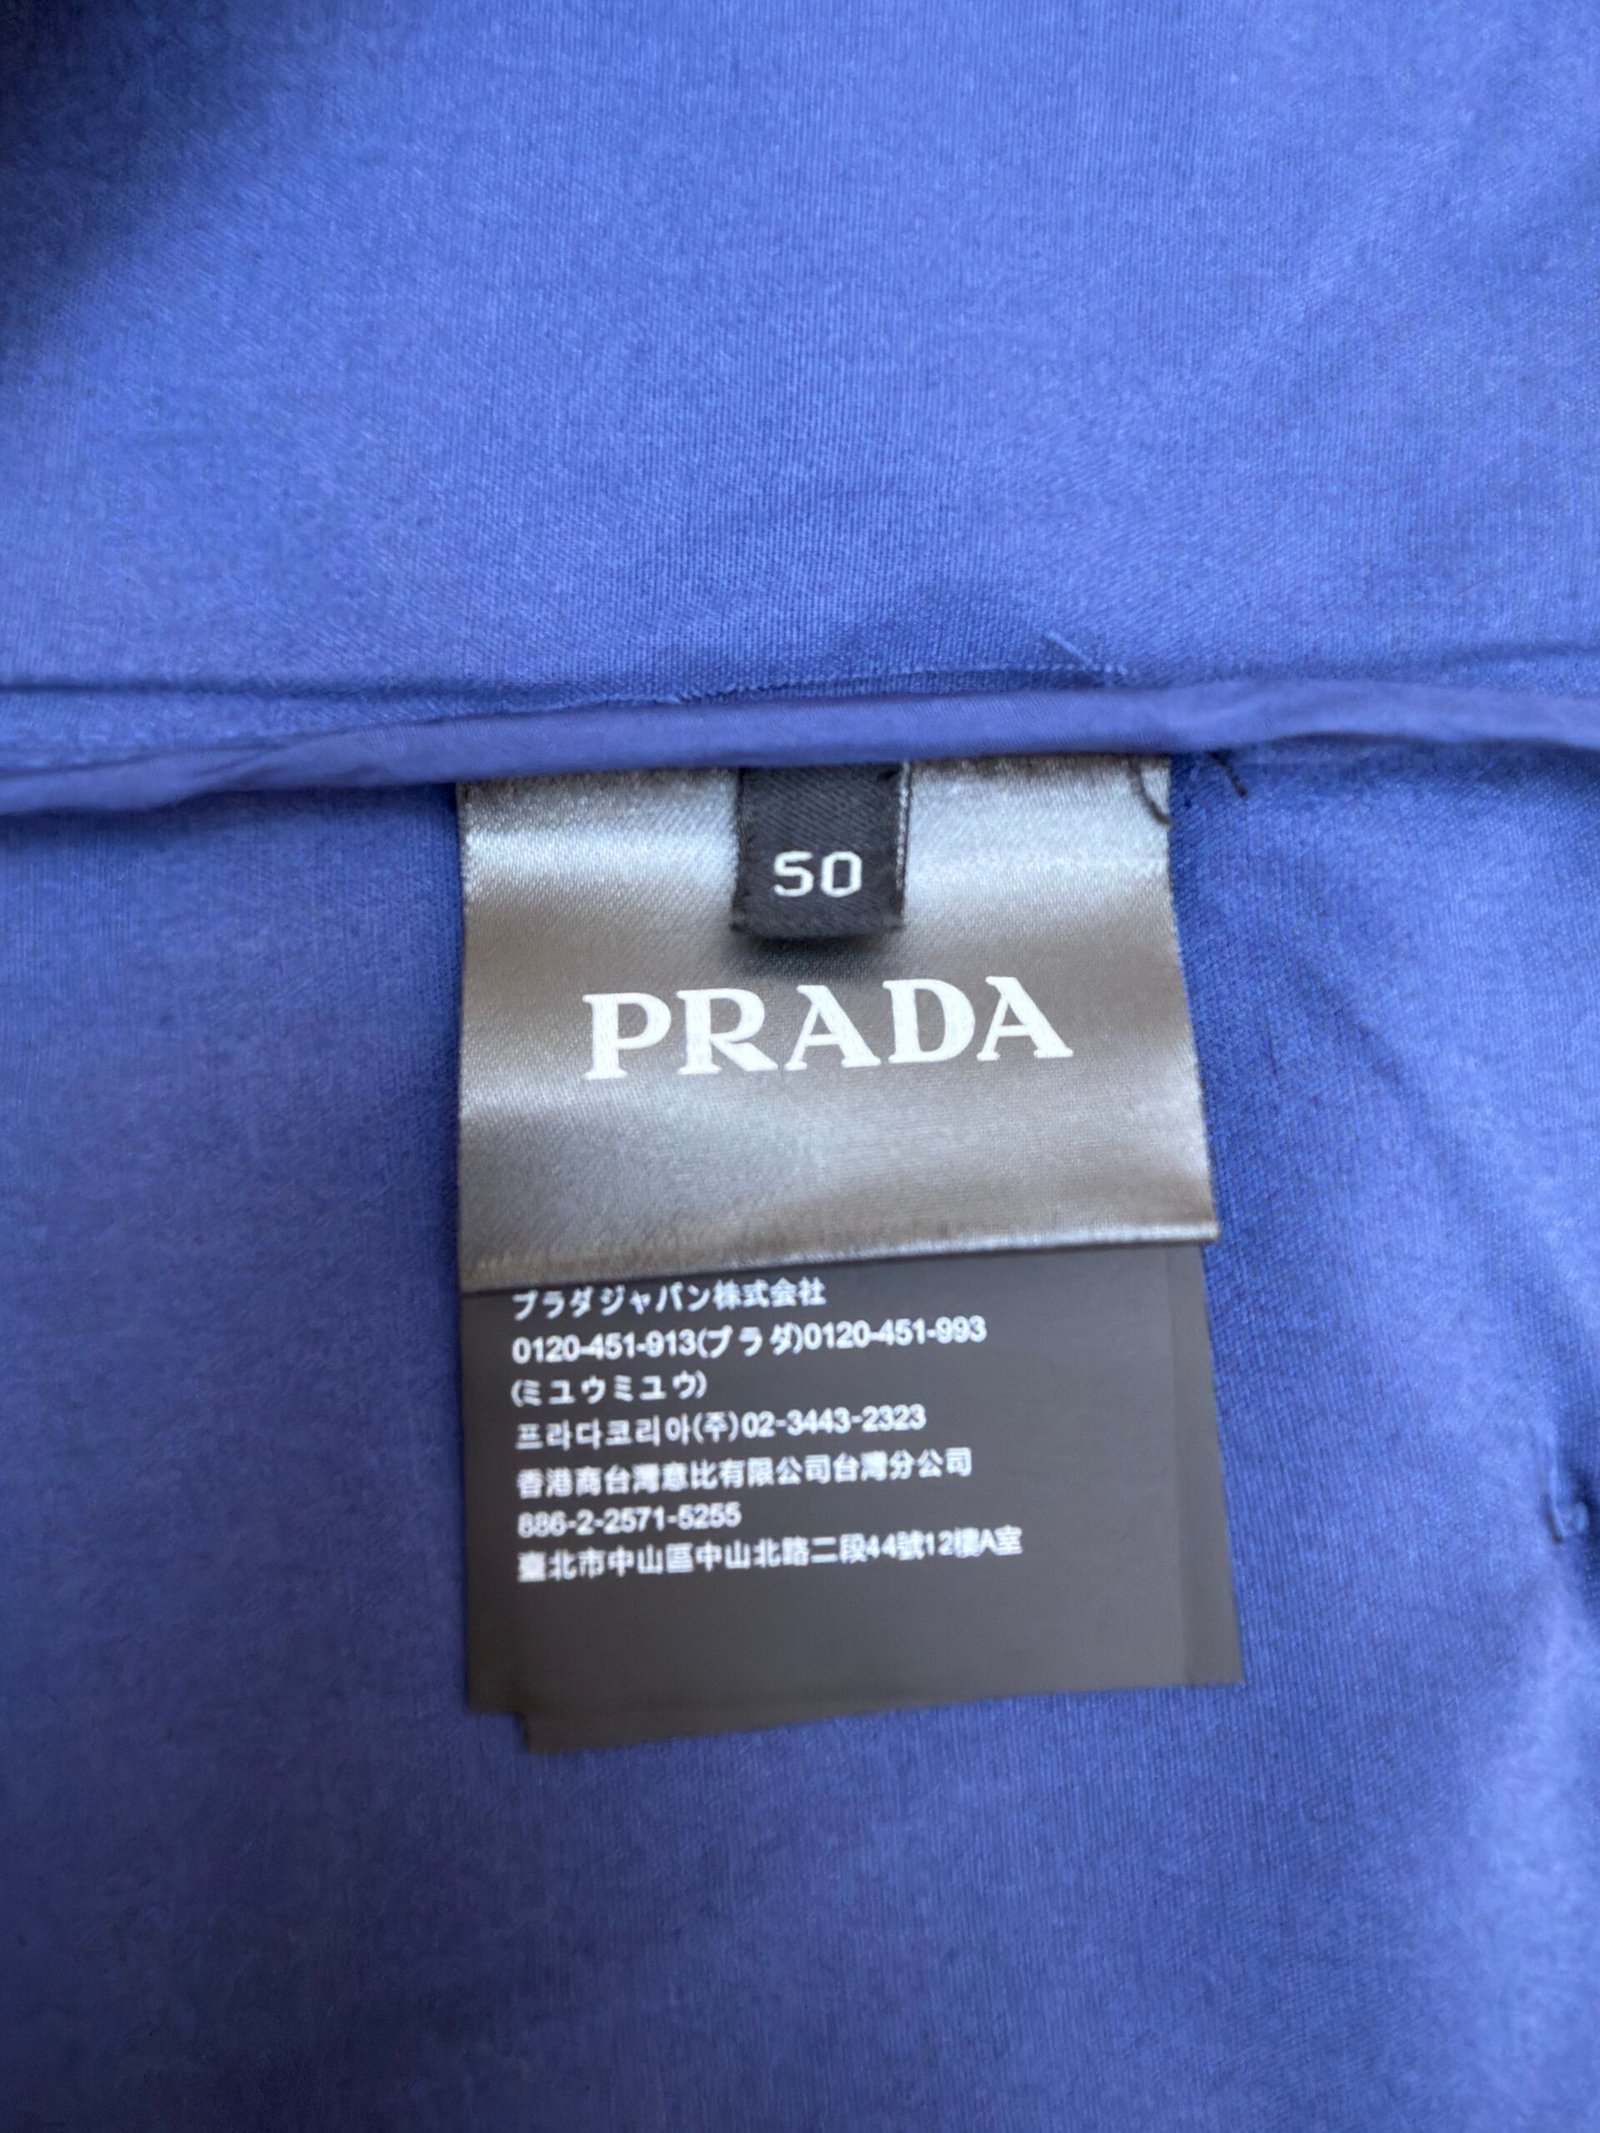 50
PRADA
プラダジャパン株式会社
0120-451-913(プラダ)0120-451-993
(ミュウミュウ)
프라다코리아(주)02-3443-2323
香港商台灣意比有限公司台灣分公司
886-2-2571-5255
臺北市中山區中山北路二段44號12樓A室